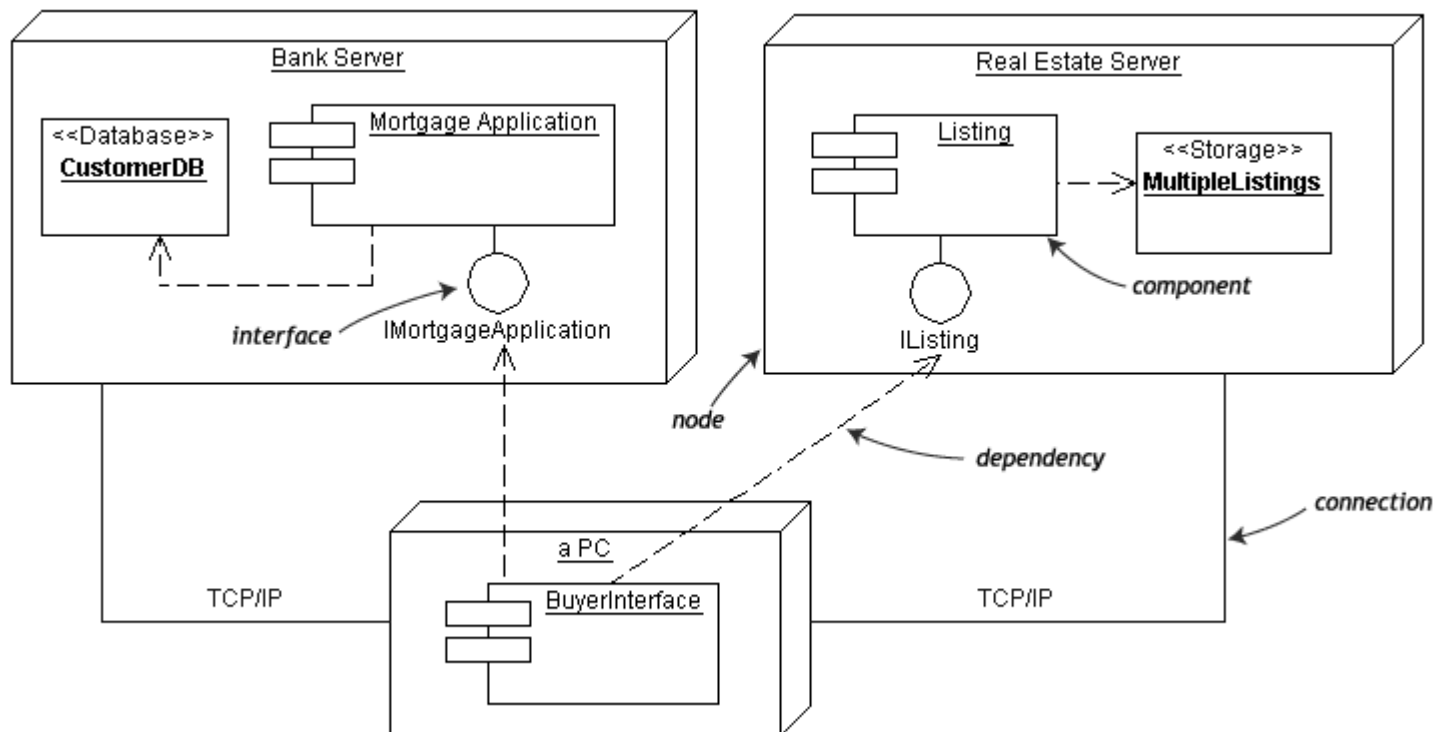 Bank Server
<<Database>>
CustomerDB
Mortgage Application
interface
IMortgageApplication
Real Estate Server
Listing
<<Storage>>
MultipleListings
component
IListing
node
dependency
connection
a PC
BuyerInterface
TCP/IP
TCP/IP